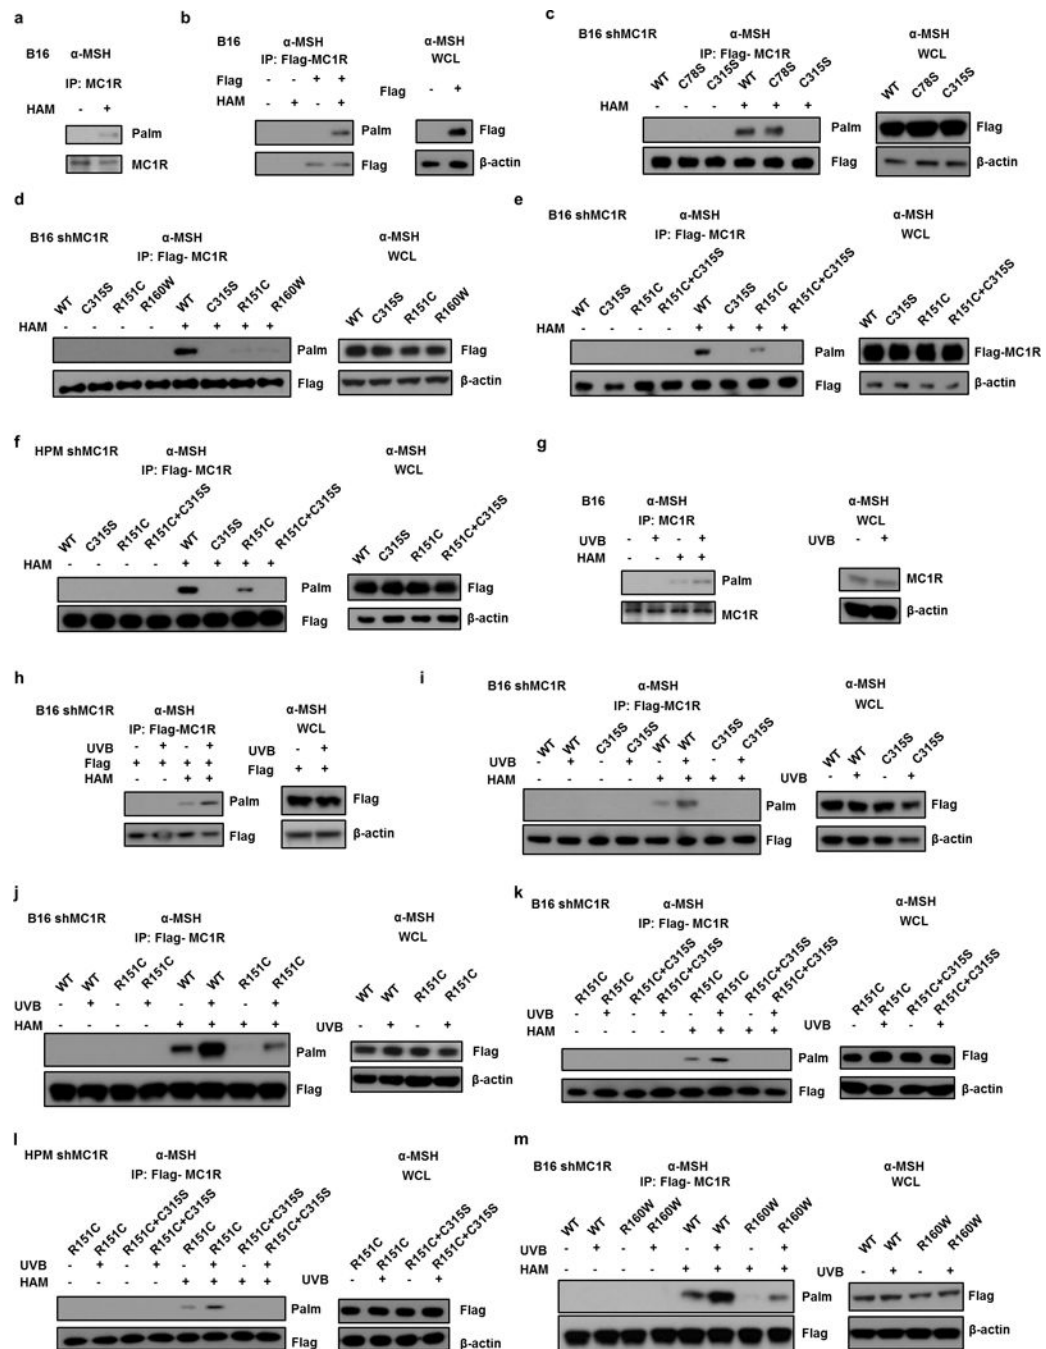 a
B16 α-MSH
IP: MC1R
HAM - +
Palm
MC1R
b
B16 α-MSH α-MSH
IP: Flag-MC1R WCL
Flag - - + + Flag - +
HAM - + - +
Palm Flag
Flag β-actin
c
B16 shMC1R α-MSH α-MSH
IP: Flag-MC1R WCL
WT C78S C315S WT C78S C315S WT C78S C315S
HAM - - - + + +
Palm Flag
Flag β-actin
d
B16 shMC1R α-MSH α-MSH
IP: Flag- MC1R WCL
WT C315S R151C R160W WT C315S R151C R160W WT C315S R151C R160W
HAM - - - - + + + +
Palm Flag
Flag β-actin
e
B16 shMC1R α-MSH α-MSH
IP: Flag- MC1R WCL
WT C315S R151C R151C+C315S WT C315S R151C R151C+C315S WT C315S R151C R151C+C315S
HAM - - - - + + + +
Palm Flag-MC1R
Flag β-actin
f
HPM shMC1R α-MSH α-MSH
IP: Flag- MC1R WCL
WT C315S R151C R151C+C315S WT C315S R151C R151C+C315S WT C315S R151C R151C+C315S
HAM - - - - + + + +
Palm Flag
Flag β-actin
g
B16 α-MSH α-MSH
IP: MC1R WCL
UVB - + - + UVB - +
HAM - - + +
Palm MC1R
MC1R β-actin
h
B16 shMC1R α-MSH α-MSH
IP: Flag-MC1R WCL
UVB - + - + UVB - +
Flag + + + + Flag + +
HAM - - + +
Palm Flag
Flag β-actin
i
B16 shMC1R α-MSH α-MSH
IP: Flag-MC1R WCL
WT WT C315S C315S WT WT C315S C315S WT WT C315S C315S
UVB - + - + - + - + UVB - + - +
HAM - - - - + + + +
Palm Flag
Flag β-actin
j
B16 shMC1R α-MSH α-MSH
IP: Flag- MC1R WCL
WT WT R151C R151C WT WT R151C R151C WT WT R151C R151C
UVB - + - + - + - + UVB - + - +
HAM - - - - + + + +
Palm Flag
Flag β-actin
k
B16 shMC1R α-MSH α-MSH
IP: Flag- MC1R WCL
R151C R151C R151C+C315S R151C+C315S R151C R151C R151C+C315S R151C+C315S R151C R151C R151C+C315S R151C+C315S
UVB - + - + - + - + UVB - + - +
HAM - - - - + + + +
Palm Flag
Flag β-actin
l
HPM shMC1R α-MSH α-MSH
IP: Flag- MC1R WCL
R151C R151C R151C+C315S R151C+C315S R151C R151C R151C+C315S R151C+C315S R151C R151C R151C+C315S R151C+C315S
UVB - + - + - + - + UVB - + - +
HAM - - - - + + + +
Palm Flag
Flag β-actin
m
B16 shMC1R α-MSH α-MSH
IP: Flag-MC1R WCL
WT WT R160W R160W WT WT R160W R160W WT WT R160W R160W
UVB - + - + - + - + UVB - + - +
HAM - - - - + + + +
Palm Flag
Flag β-actin